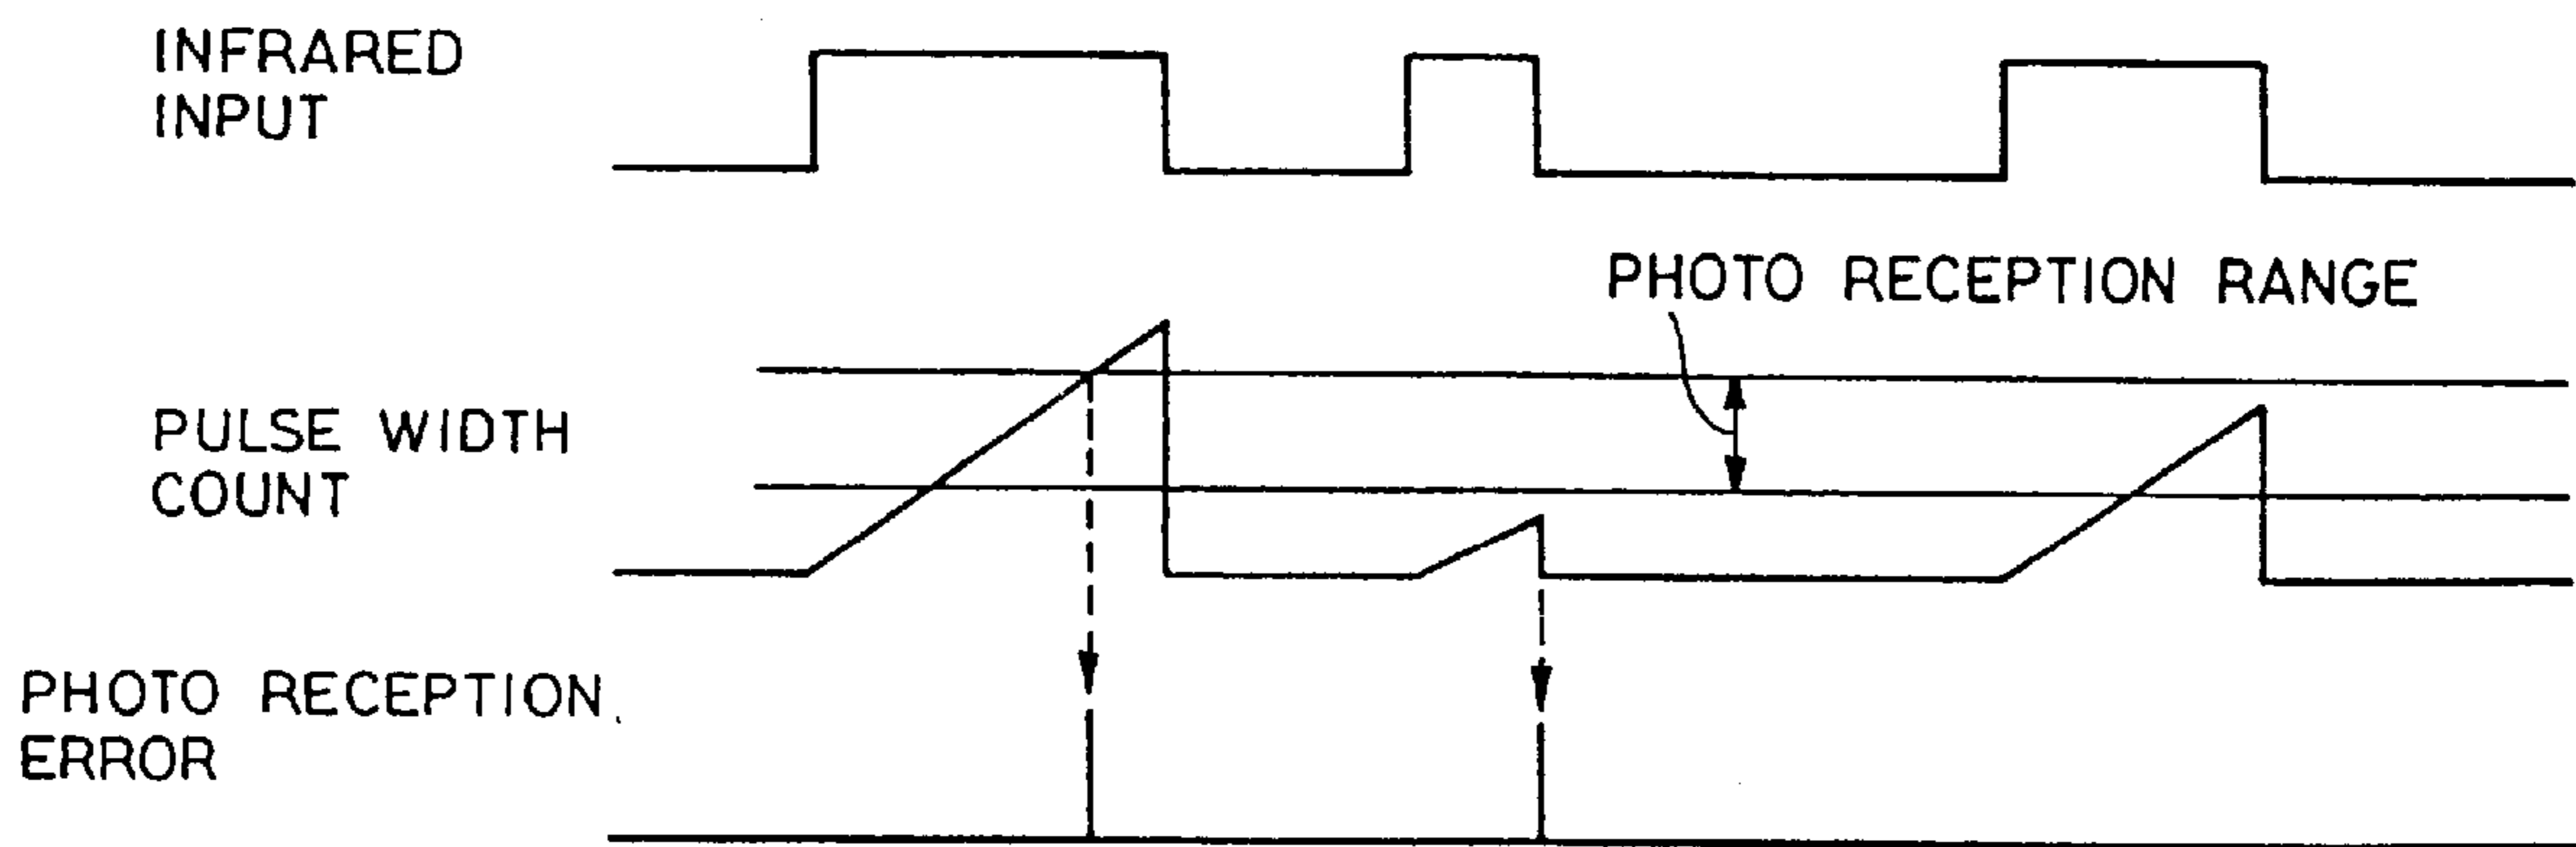 INFRARED
INPUT
PHOTO RECEPTION RANGE
PULSE WIDTH
COUNT
PHOTO RECEPTION
ERROR